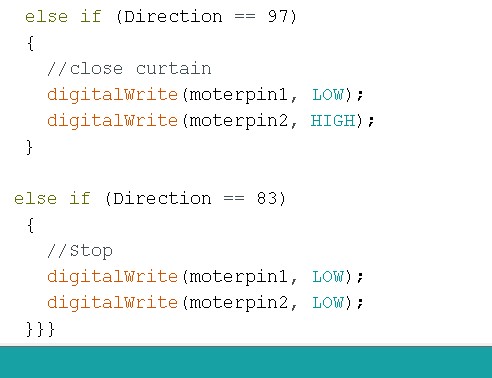 else if (Direction == 97)
{
//close curtain
digitalWrite(moterpin1, LOW);
digitalWrite(moterpin2, HIGH);
}
else if (Direction == 83)
{
//Stop
digitalWrite(moterpin1, LOW);
digitalWrite(moterpin2, LOW);
}}}